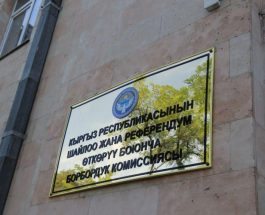 КЫРГЫЗ РЕСПУБЛИКАСЫНЫН
ШАЙЛОО ЖАНА РЕФЕРЕНДУМ
ӨТКӨРҮҮ БОЮНЧА
БОРБОРДУК КОМИССИЯСЫ